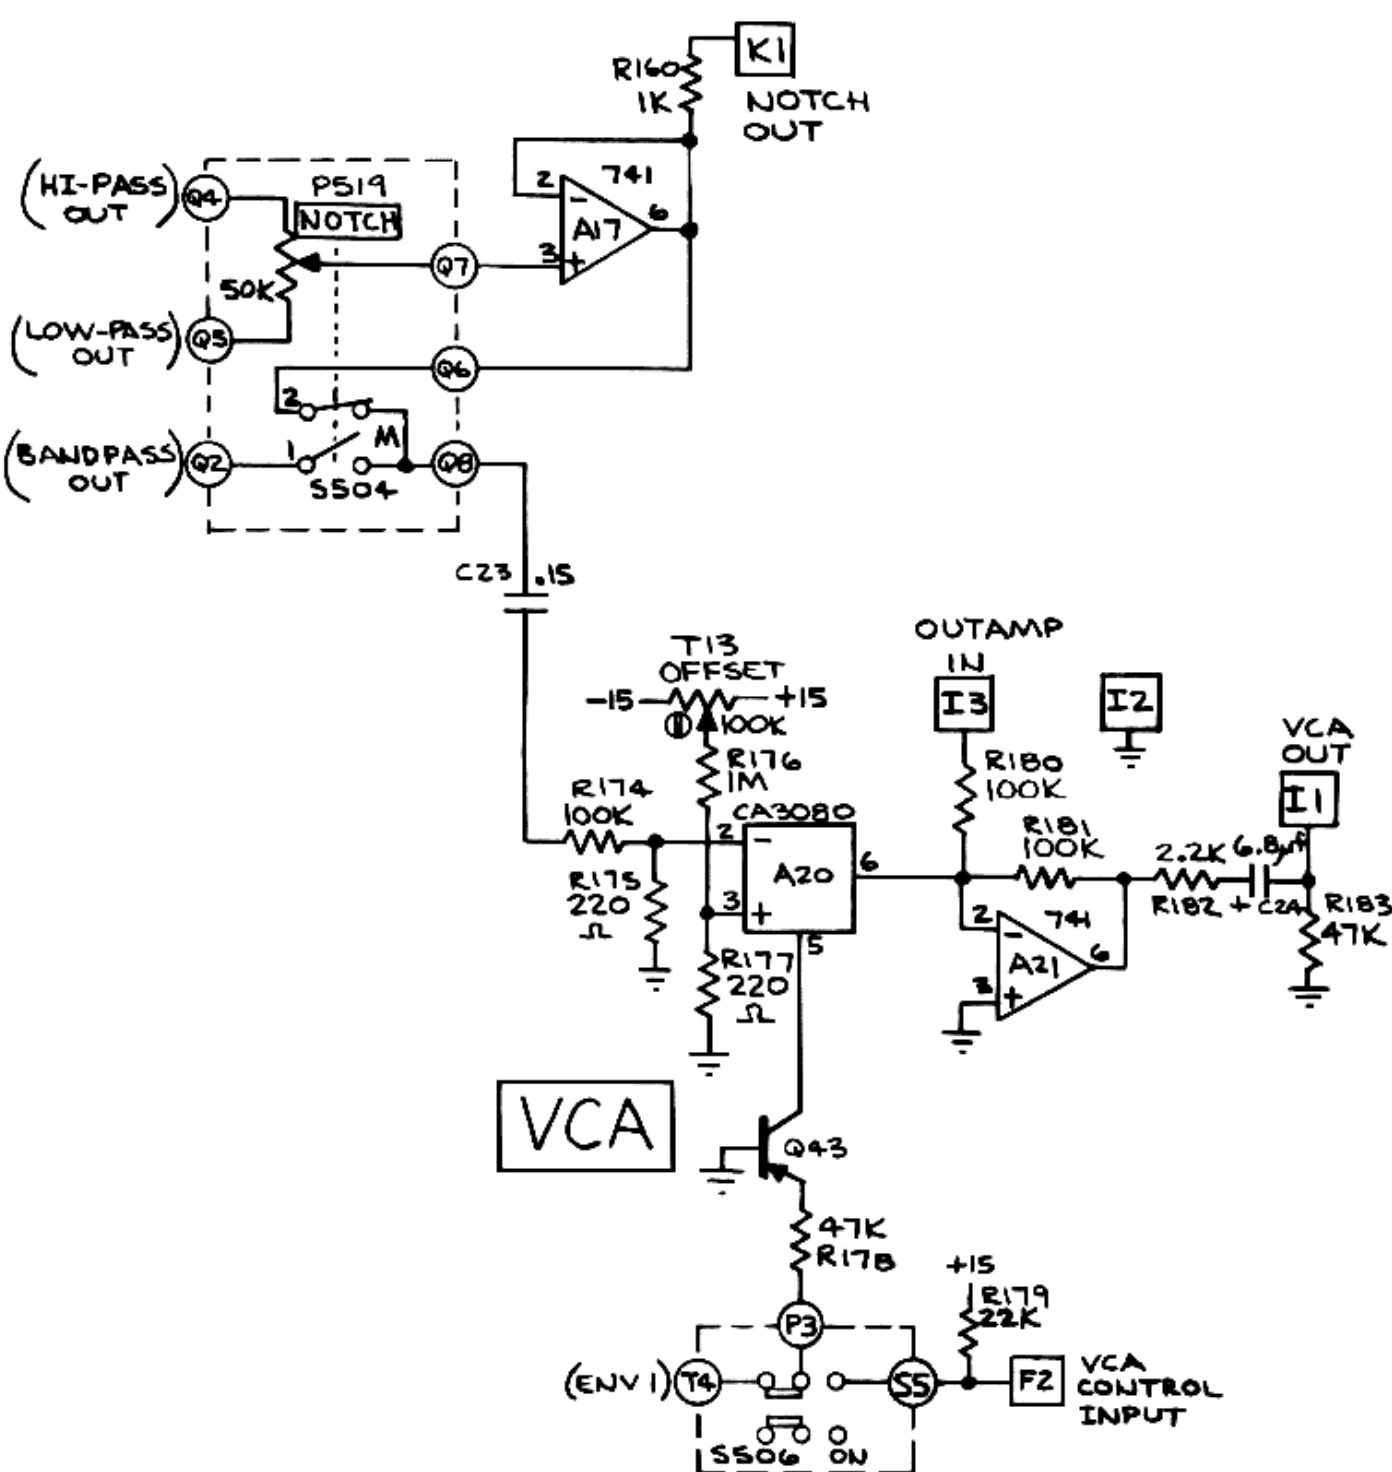 K1
R160
1K
NOTCH
OUT
(HI-PASS
OUT)
Q4
P519
NOTCH
50K
Q7
2
-
741
A17
6
3
+
(LOW-PASS
OUT)
Q5
Q6
2
M
(BANDPASS
OUT)
Q2
1
S504
Q8
C23
.15
T13
OFFSET
-15
+15
100K
R176
1M
R174
100K
R175
220
Ω
CA3080
2
-
A20
6
3
+
5
R177
220
Ω
OUTAMP
IN
I3
R180
100K
I2
VCA
OUT
I1
R181
100K
2.2K
6.8µf
R182
+
C24
R183
47K
2
-
741
A21
6
3
+
VCA
Q43
47K
R178
+15
R179
22K
P3
(ENV 1)
T4
S5
F2
VCA
CONTROL
INPUT
S506
ON